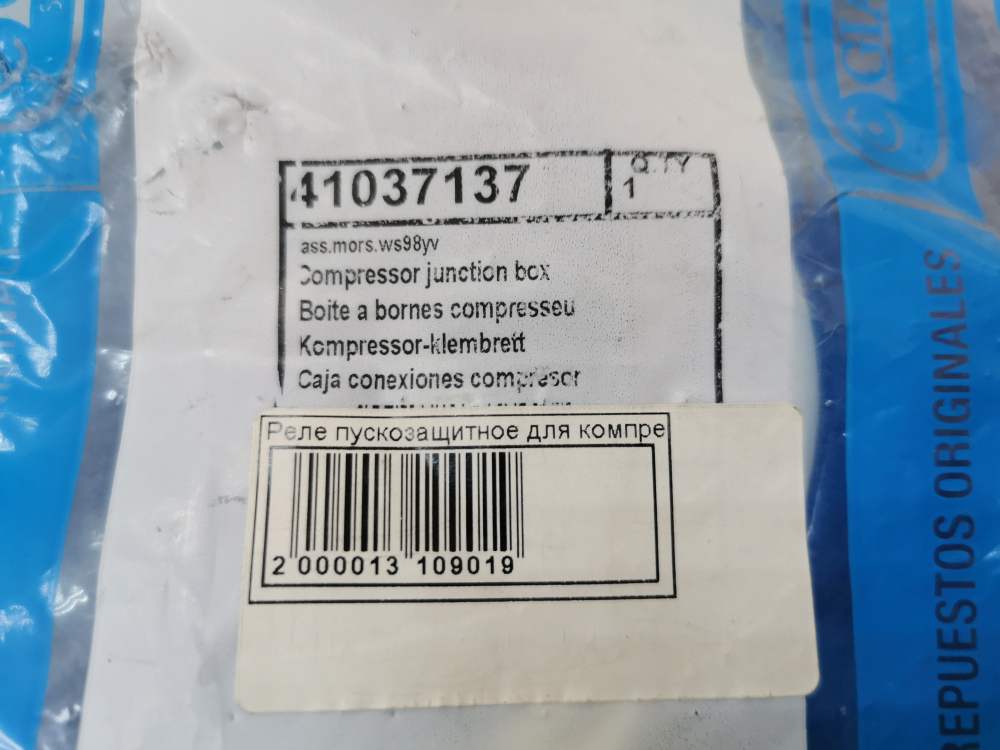 41037137
Q.TY
1
ass.mors.ws98yv
Compressor junction box
Boite a bornes compresseu
Kompressor-klembrett
Caja conexiones compresor
Реле пускозащитное для компре
2 000013 109019
REPUESTOS ORIGINALES
GIA